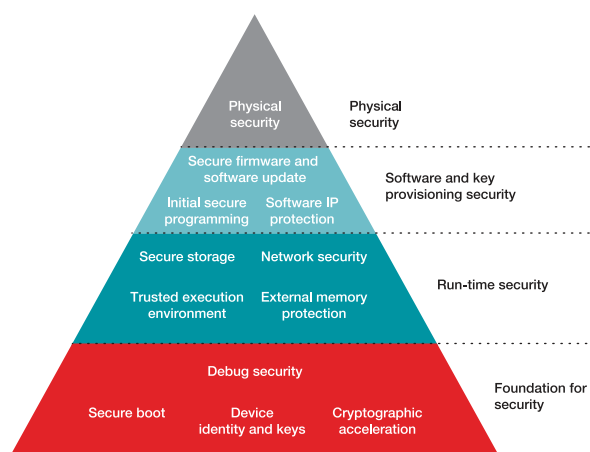 Physical
security
Physical
security
Secure firmware and
software update
Initial secure
programming
Software IP
protection
Software and key
provisioning security
Secure storage
Network security
Trusted execution
environment
External memory
protection
Run-time security
Debug security
Secure boot
Device
identity and keys
Cryptographic
acceleration
Foundation for
security